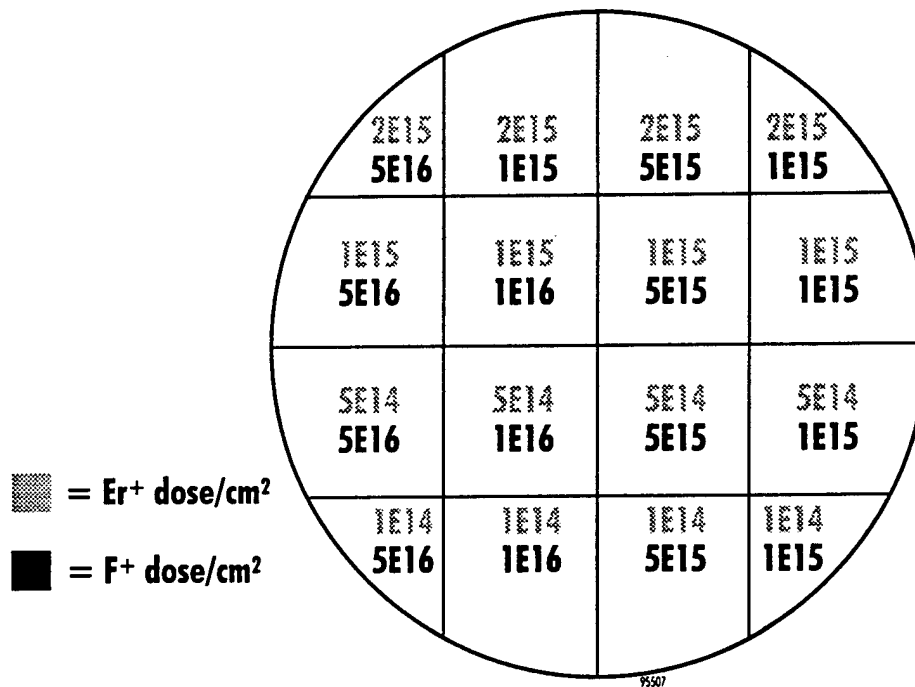 2E15 2E15 2E15 2E15
5E16 1E15 5E15 1E15
1E15 1E15 1E15 1E15
5E16 1E16 5E15 1E15
5E14 5E14 5E14 5E14
5E16 1E16 5E15 1E15
= Er⁺ dose/cm²
1E14 1E14 1E14 1E14
5E16 1E16 5E15 1E15
= F⁺ dose/cm²
95507